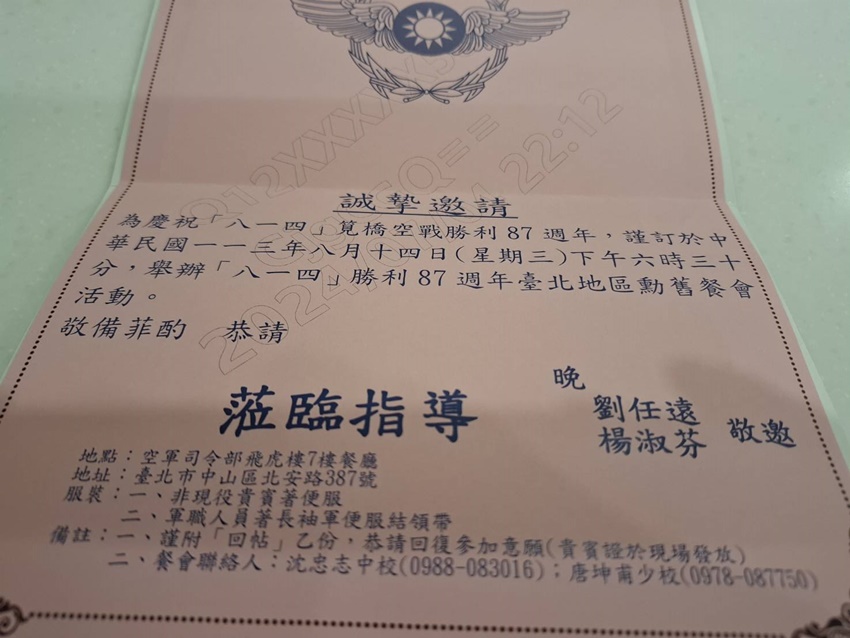 誠摯邀請
為慶祝「八一四」筧橋空戰勝利87週年，謹訂於中
華民國一一三年八月十四日(星期三)下午六時三十
分，舉辦「八一四」勝利87週年臺北地區勳舊餐會
活動。
敬備菲酌　恭請
蒞臨指導
晚
劉任遠
楊淑芬 敬邀
地點：空軍司令部飛虎樓7樓餐廳
地址：臺北市中山區北安路387號
服裝：一、非現役貴賓著便服
二、軍職人員著長袖軍便服結領帶
備註：一、謹附「回帖」乙份，恭請回復參加意願(貴賓證於現場發放)
二、餐會聯絡人：沈忠志中校(0988-083016)；唐坤甫少校(0978-087750)